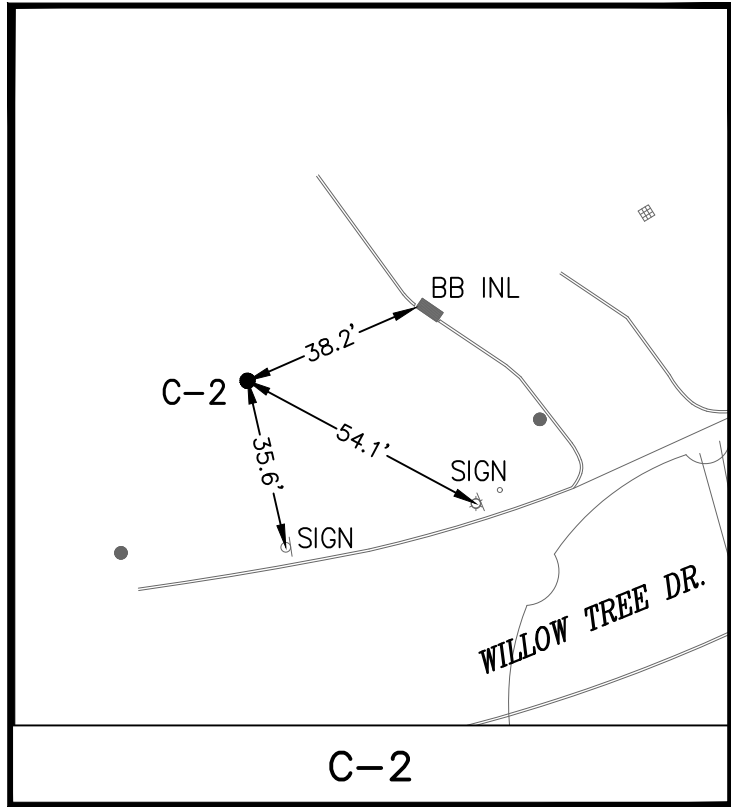 BB INL
38.2'
C-2
54.1'
35.6'
SIGN
SIGN
WILLOW TREE DR.
C-2